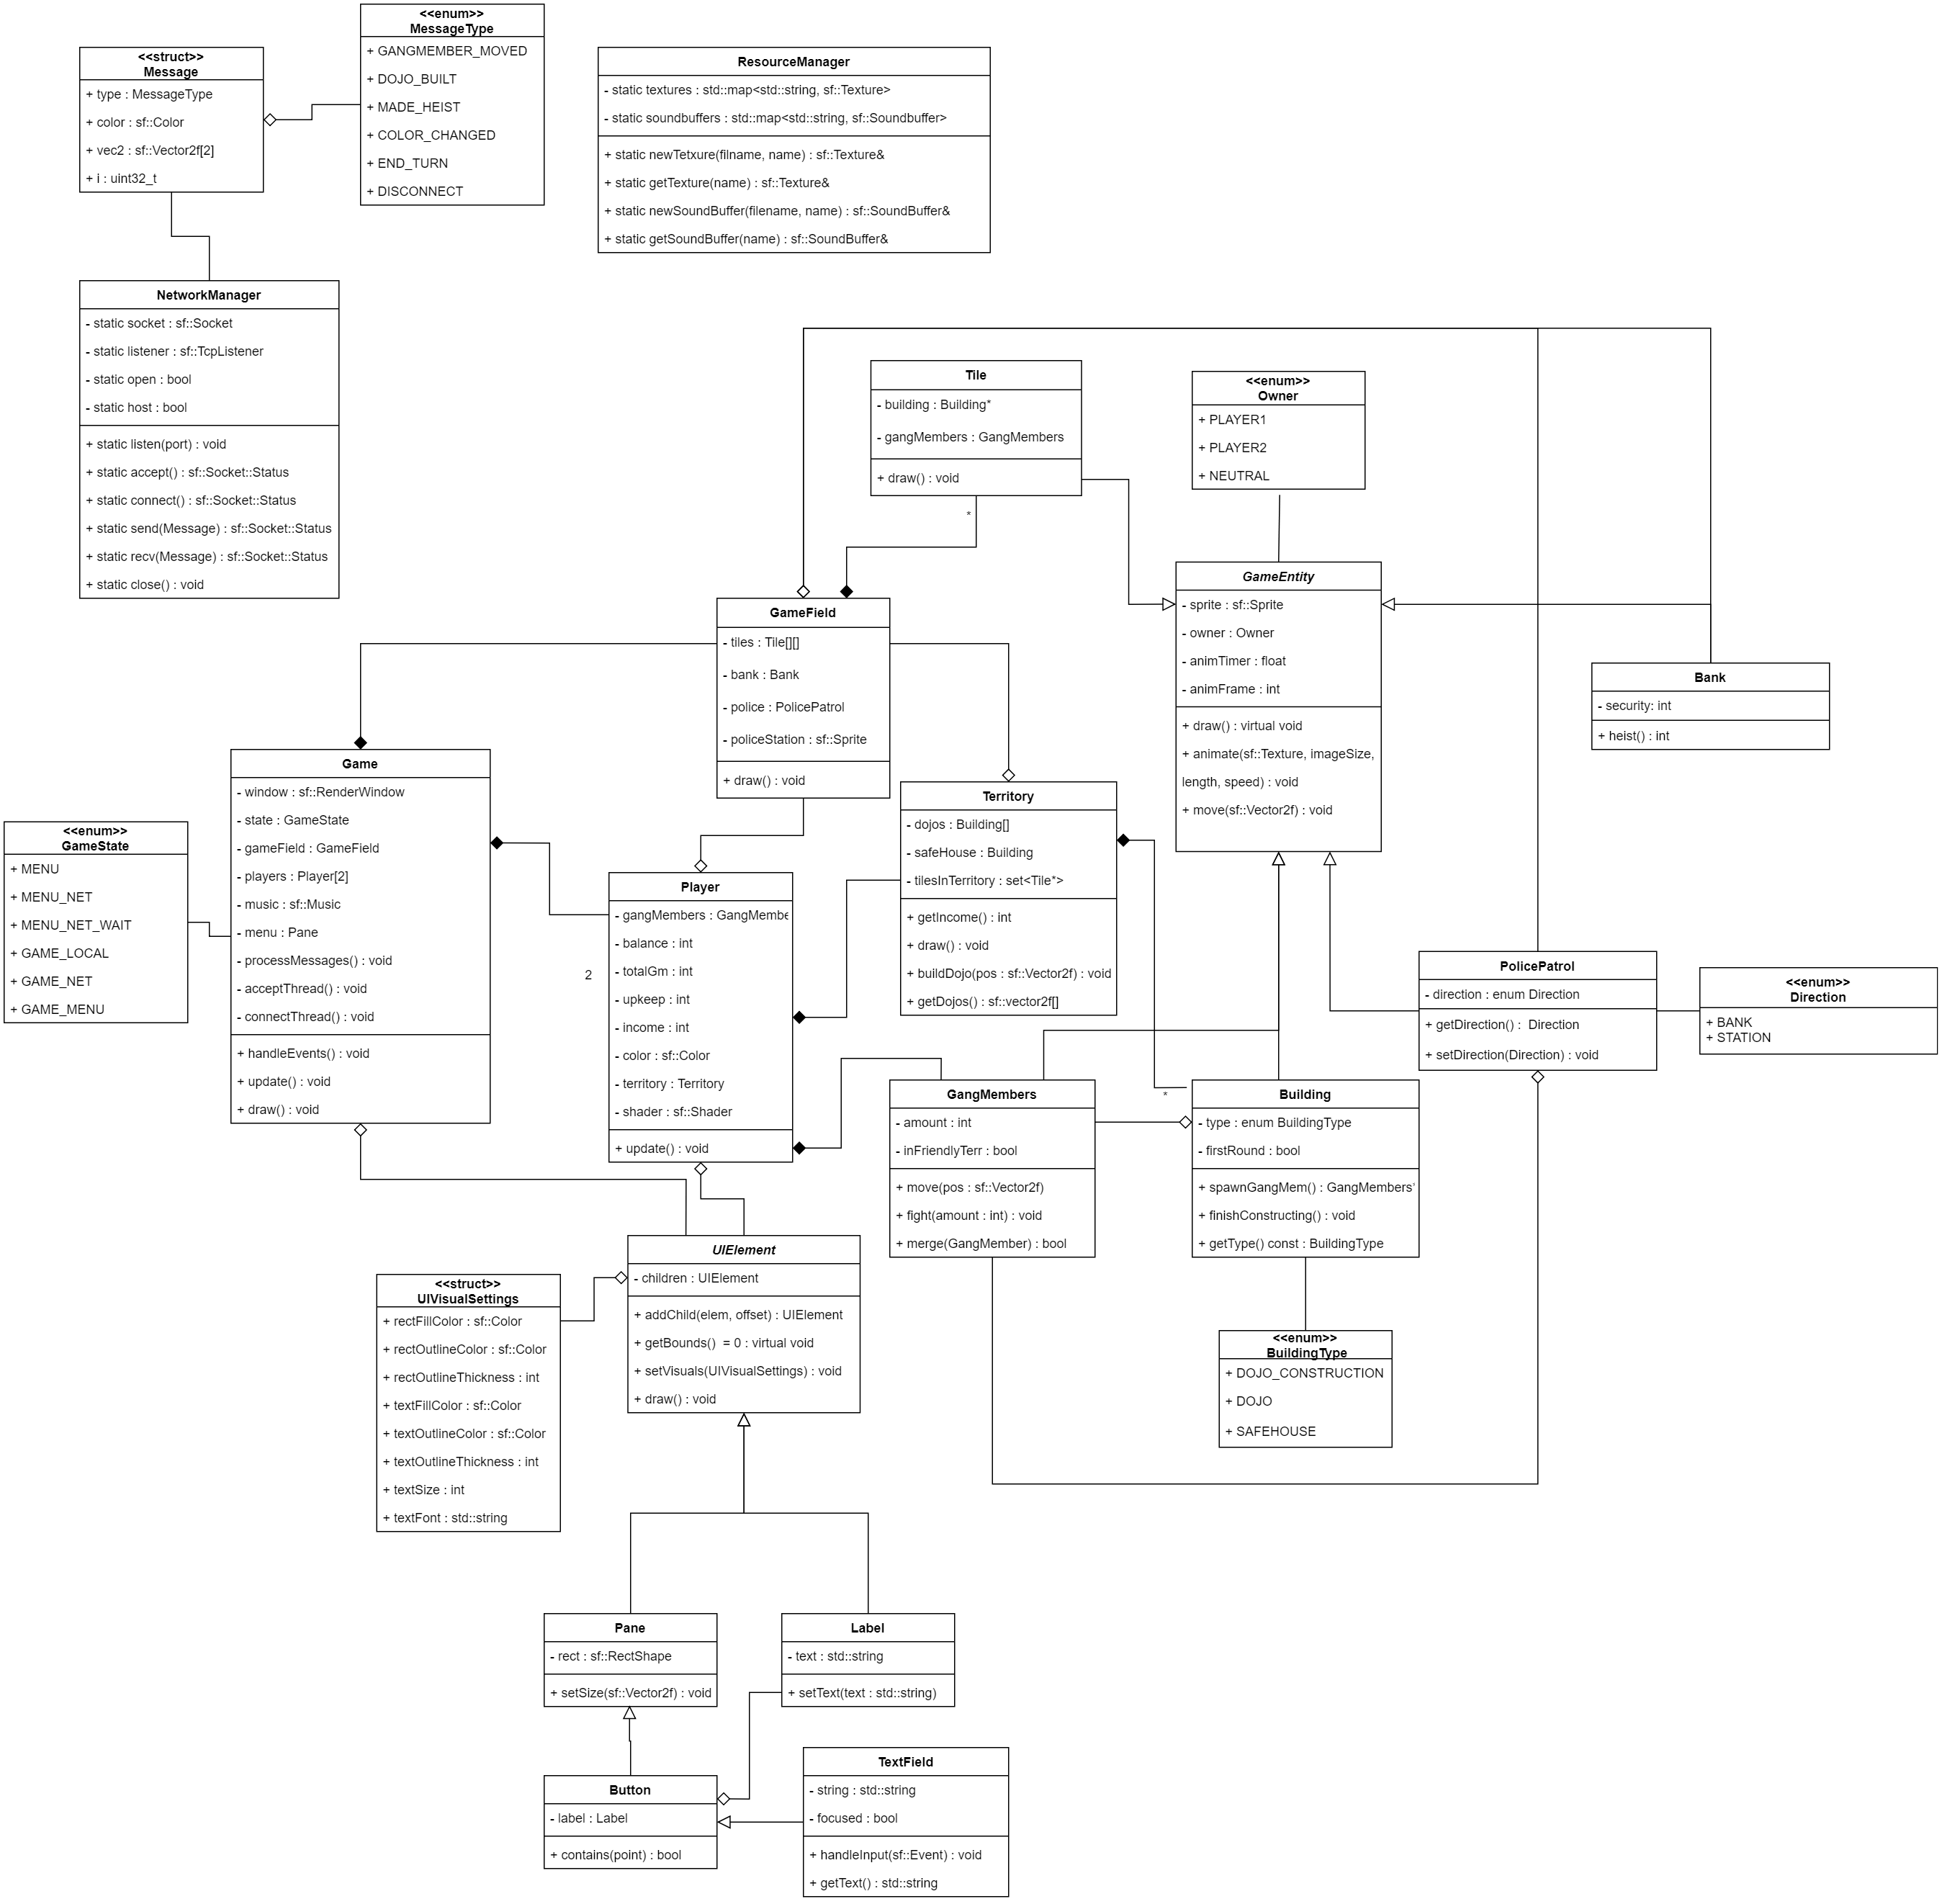 <<enum>>
MessageType
+ GANGMEMBER_MOVED
+ DOJO_BUILT
+ MADE_HEIST
+ COLOR_CHANGED
+ END_TURN
+ DISCONNECT
<<struct>>
Message
+ type : MessageType
+ color : sf::Color
+ vec2 : sf::Vector2f[2]
+ i : uint32_t
ResourceManager
- static textures : std::map<std::string, sf::Texture>
- static soundbuffers : std::map<std::string, sf::Soundbuffer>
+ static newTetxure(filname, name) : sf::Texture&
+ static getTexture(name) : sf::Texture&
+ static newSoundBuffer(filename, name) : sf::SoundBuffer&
+ static getSoundBuffer(name) : sf::SoundBuffer&
NetworkManager
- static socket : sf::Socket
- static listener : sf::TcpListener
- static open : bool
- static host : bool
+ static listen(port) : void
+ static accept() : sf::Socket::Status
+ static connect() : sf::Socket::Status
+ static send(Message) : sf::Socket::Status
+ static recv(Message) : sf::Socket::Status
+ static close() : void
Tile
- building : Building*
- gangMembers : GangMembers
+ draw() : void
*
<<enum>>
Owner
+ PLAYER1
+ PLAYER2
+ NEUTRAL
GameEntity
- sprite : sf::Sprite
- owner : Owner
- animTimer : float
- animFrame : int
+ draw() : virtual void
+ animate(sf::Texture, imageSize,
length, speed) : void
+ move(sf::Vector2f) : void
GameField
- tiles : Tile[][]
- bank : Bank
- police : PolicePatrol
- policeStation : sf::Sprite
+ draw() : void
Bank
- security: int
+ heist() : int
Game
- window : sf::RenderWindow
- state : GameState
- gameField : GameField
- players : Player[2]
- music : sf::Music
- menu : Pane
- processMessages() : void
- acceptThread() : void
- connectThread() : void
+ handleEvents() : void
+ update() : void
+ draw() : void
<<enum>>
GameState
+ MENU
+ MENU_NET
+ MENU_NET_WAIT
+ GAME_LOCAL
+ GAME_NET
+ GAME_MENU
Territory
- dojos : Building[]
- safeHouse : Building
- tilesInTerritory : set<Tile*>
+ getIncome() : int
+ draw() : void
+ buildDojo(pos : sf::Vector2f) : void
+ getDojos() : sf::vector2f[]
2
Player
- gangMembers : GangMembe
- balance : int
- totalGm : int
- upkeep : int
- income : int
- color : sf::Color
- territory : Territory
- shader : sf::Shader
+ update() : void
PolicePatrol
- direction : enum Direction
+ getDirection() :  Direction
+ setDirection(Direction) : void
<<enum>>
Direction
+ BANK
+ STATION
GangMembers
- amount : int
- inFriendlyTerr : bool
+ move(pos : sf::Vector2f)
+ fight(amount : int) : void
+ merge(GangMember) : bool
*
Building
- type : enum BuildingType
- firstRound : bool
+ spawnGangMem() : GangMembers'
+ finishConstructing() : void
+ getType() const : BuildingType
UIElement
- children : UIElement
+ addChild(elem, offset) : UIElement
+ getBounds()  = 0 : virtual void
+ setVisuals(UIVisualSettings) : void
+ draw() : void
<<struct>>
UIVisualSettings
+ rectFillColor : sf::Color
+ rectOutlineColor : sf::Color
+ rectOutlineThickness : int
+ textFillColor : sf::Color
+ textOutlineColor : sf::Color
+ textOutlineThickness : int
+ textSize : int
+ textFont : std::string
<<enum>>
BuildingType
+ DOJO_CONSTRUCTION
+ DOJO
+ SAFEHOUSE
Pane
- rect : sf::RectShape
+ setSize(sf::Vector2f) : void
Label
- text : std::string
+ setText(text : std::string)
Button
- label : Label
+ contains(point) : bool
TextField
- string : std::string
- focused : bool
+ handleInput(sf::Event) : void
+ getText() : std::string